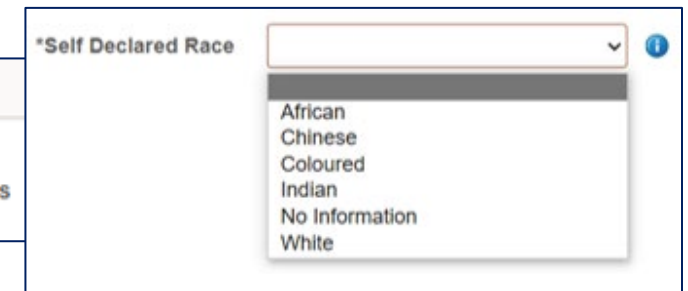 *Self Declared Race
African
Chinese
Coloured
s
Indian
No Information
White